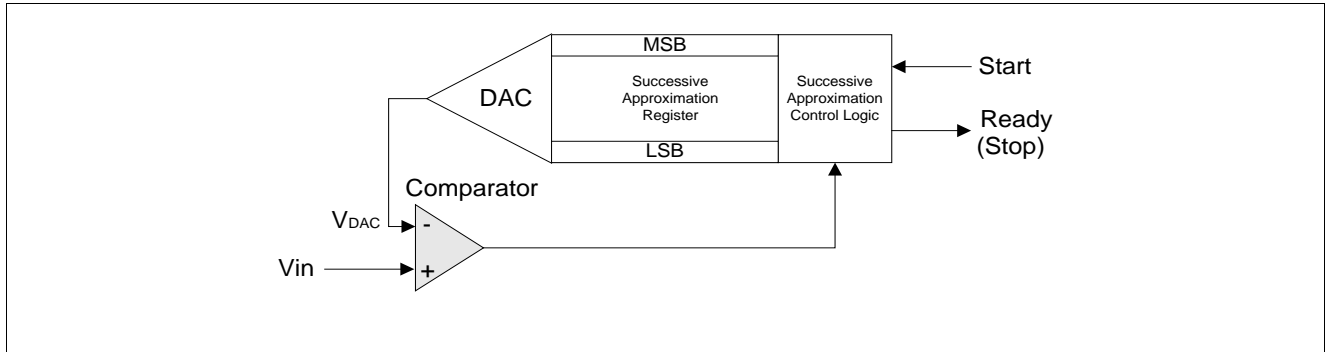 MSB
DAC
Successive
Approximation
Register
Successive
Approximation
Control Logic
LSB
Start
Ready
(Stop)
Comparator
VDAC
-
+
Vin